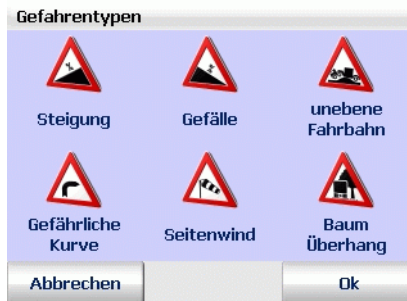 Gefahrentypen
Steigung
Gefälle
unebene
Fahrbahn
Gefährliche
Kurve
Seitenwind
Baum
Überhang
Abbrechen
Ok